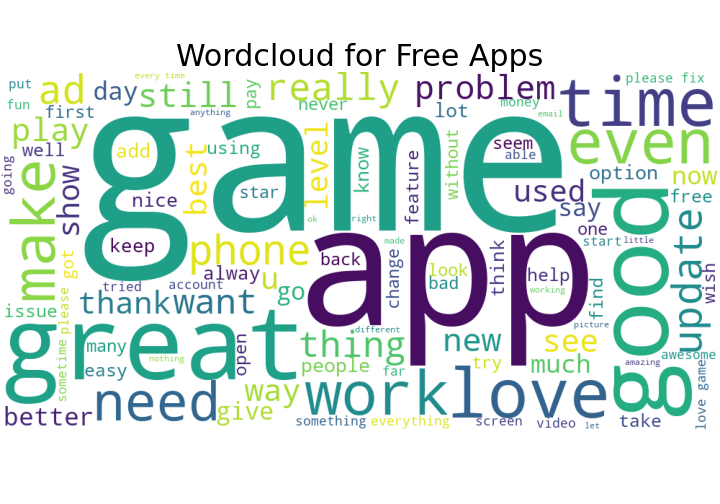 Wordcloud for Free Apps
put
every time
please fix
fun
ad
day
still
pay
really
problem
time
first
anything
never
lot
money
email
play
game
even
well
add
using
level
know
without
seem
able
option
now
going
make
show
best
star
feature
used
say
free
nice
ok
right
one
good
keep
phone
app
back
made
think
start
little
update
wish
got
alway
u
change
look
bad
help
find
tried
account
go
working
issue
please
thank
want
picture
great
thing
different
new
see
awesome
many
open
try
much
amazing
sometime
easy
nothing
people
far
need
way
work
love
love game
better
give
something
everything
screen
video
let
take